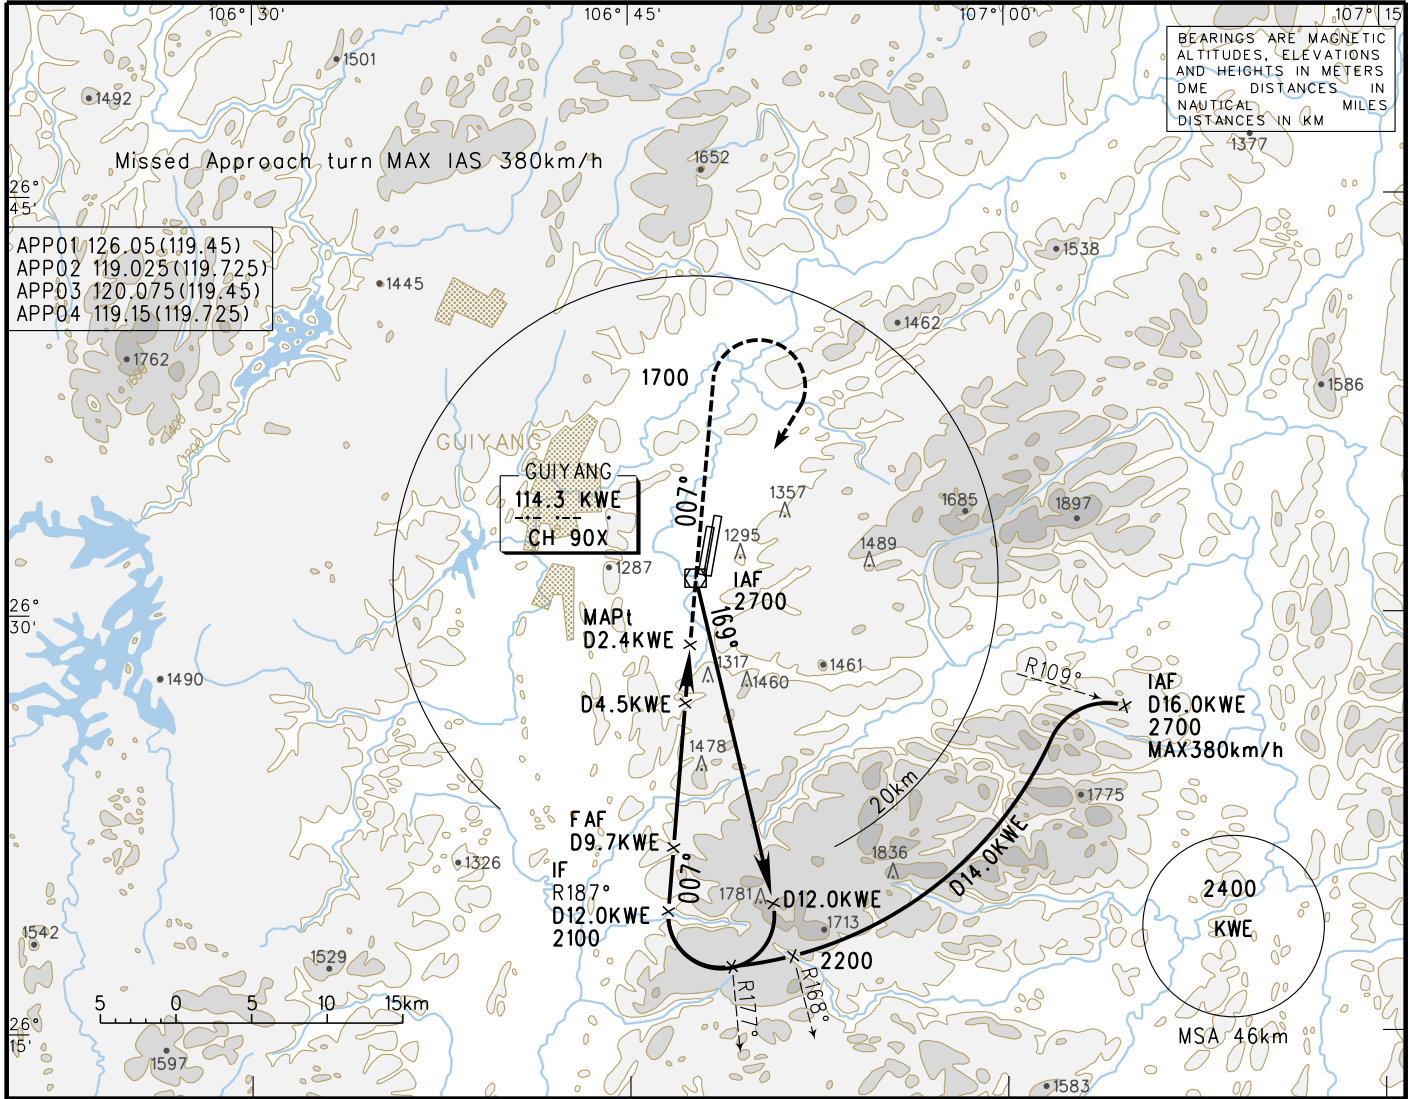 106° 30'
106° 45'
107° 00'
107° 15'
BEARINGS ARE MAGNETIC
ALTITUDES, ELEVATIONS
AND HEIGHTS IN METERS
DME DISTANCES IN
NAUTICAL MILES
DISTANCES IN KM
1501
1492
1377
Missed Approach turn MAX IAS 380km/h
1652
26°
45'
APP01 126.05(119.45)
APP02 119.025(119.725)
APP03 120.075(119.45)
APP04 119.15(119.725)
1538
1445
1462
1762
1600
1400
1200
1700
1586
GUIYANG
GUIYANG
114.3 KWE
CH 90X
007°
1357
1685
1897
1295
1489
1287
IAF
2700
26°
30'
MAPt
D2.4KWE
169°
1317
1460
1461
1490
R109°
IAF
D16.0KWE
2700
MAX380km/h
D4.5KWE
1478
20km
1775
FAF
D9.7KWE
1326
1836
D14.0KWE
IF
R187°
D12.0KWE
2100
007°
1781
D12.0KWE
1713
2400
KWE
1542
1529
2200
R177°
R168°
5 0 5 10 15km
26°
15'
MSA 46km
1597
1583